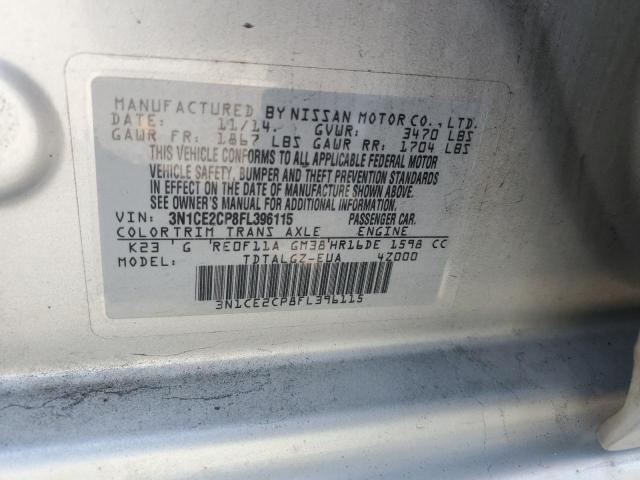 MANUFACTURED BY NISSAN MOTOR CO., LTD.
DATE: 11/14. GVWR: 3470 LBS
GAWR FR: 1867 LBS GAWR RR: 1704 LBS
THIS VEHICLE CONFORMS TO ALL APPLICABLE FEDERAL MOTOR
VEHICLE SAFETY, BUMPER AND THEFT PREVENTION STANDARDS
IN EFFECT ON THE DATE OF MANUFACTURE SHOWN ABOVE.
SEE OWNER'S MANUAL FOR ADDITIONAL INFORMATION.
VIN: 3N1CE2CP8FL396115 PASSENGER CAR.
COLOR TRIM TRANS AXLE ENGINE
K23 ' G 'RE0F11A GM38'HR16DE 1598 CC
MODEL: TDTALGZ-EUA 4Z000
3N1CE2CP8FL396115